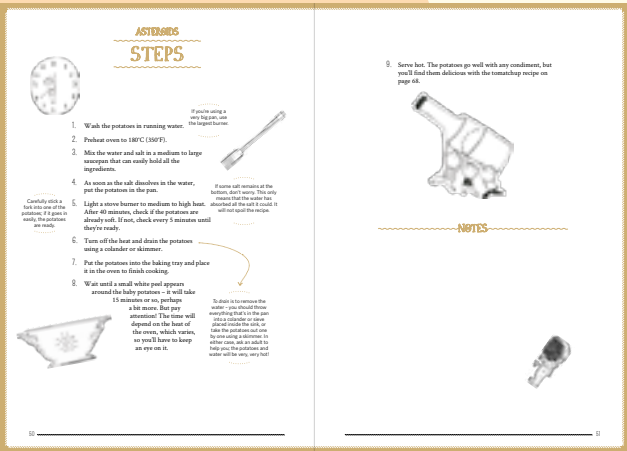 ASTEROIDS
STEPS
1. Wash the potatoes in running water.
2. Preheat oven to 180°C (350°F).
3. Mix the water and salt in a medium to large
saucepan that can easily hold all the
ingredients.
4. As soon as the salt dissolves in the water,
put the potatoes in the pan.
5. Light a stove burner to medium to high heat.
After 40 minutes, check if the potatoes are
already soft. If not, check every 5 minutes until
they're ready.
6. Turn off the heat and drain the potatoes
using a colander or skimmer.
7. Put the potatoes into the baking tray and place
it in the oven to finish cooking.
8. Wait until a small white peel appears
around the baby potatoes – it will take
15 minutes or so, perhaps
a bit more. But pay
attention! The time will
depend on the heat of
the oven, which varies,
so you'll have to keep
an eye on it.
If you're using a
very big pan, use
the largest burner.
If some salt remains at the
bottom, don't worry. This only
means that the water has
absorbed all the salt it could. It
will not spoil the recipe.
Carefully stick a
fork into one of the
potatoes; if it goes in
easily, the potatoes
are ready.
To drain is to remove the
water – you should throw
everything that's in the pan
into a colander or sieve
placed inside the sink, or
take the potatoes out one
by one using a skimmer. In
either case, ask an adult to
help you; the potatoes and
water will be very, very hot!
60
9. Serve hot. The potatoes go well with any condiment, but
you'll find them delicious with the tomatchup recipe on
page 68.
NOTES
61